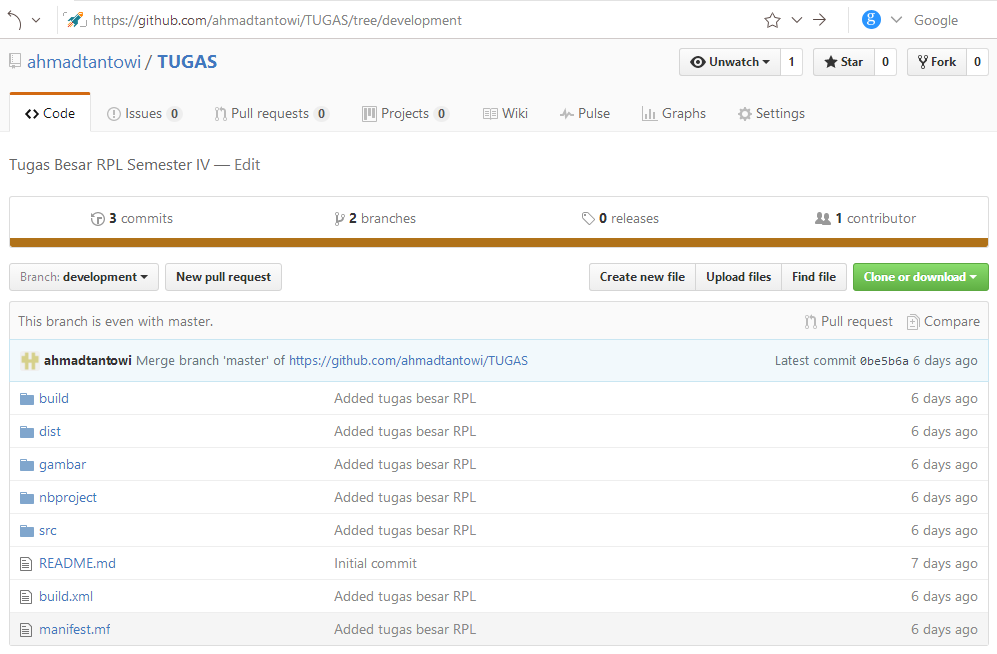 https://github.com/ahmadtantowi/TUGAS/tree/development
Google
ahmadtantowi / TUGAS
Unwatch 1 Star 0 Fork 0
Code Issues 0 Pull requests 0 Projects 0 Wiki Pulse Graphs Settings
Tugas Besar RPL Semester IV — Edit
3 commits 2 branches 0 releases 1 contributor
Branch: development New pull request Create new file Upload files Find file Clone or download
This branch is even with master. Pull request Compare
ahmadtantowi Merge branch 'master' of https://github.com/ahmadtantowi/TUGAS Latest commit 0be5b6a 6 days ago
build Added tugas besar RPL 6 days ago
dist Added tugas besar RPL 6 days ago
gambar Added tugas besar RPL 6 days ago
nbproject Added tugas besar RPL 6 days ago
src Added tugas besar RPL 6 days ago
README.md Initial commit 7 days ago
build.xml Added tugas besar RPL 6 days ago
manifest.mf Added tugas besar RPL 6 days ago